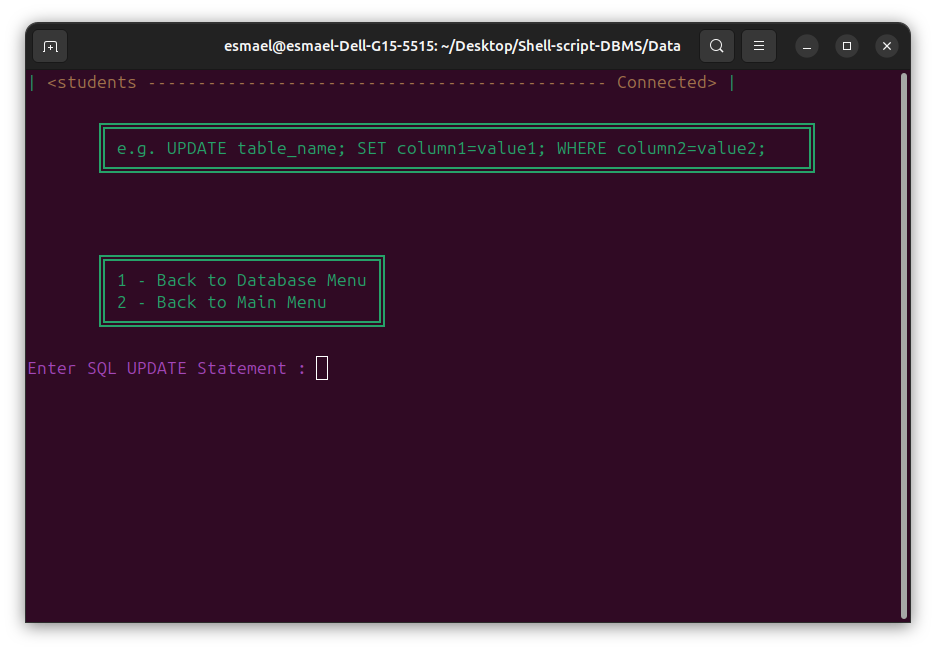 esmael@esmael-Dell-G15-5515: ~/Desktop/Shell-script-DBMS/Data
| <students ---------------------------------------------- Connected> |
e.g. UPDATE table_name; SET column1=value1; WHERE column2=value2;
1 - Back to Database Menu
2 - Back to Main Menu
Enter SQL UPDATE Statement :